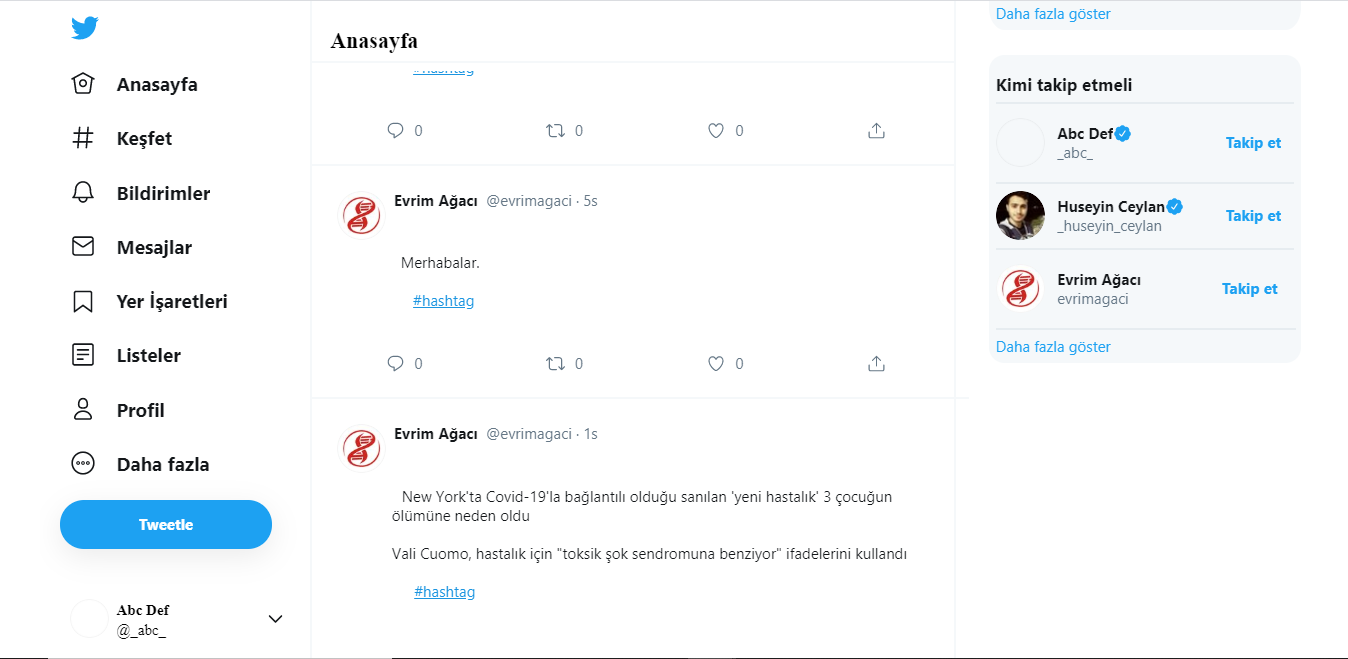 Anasayfa
Keşfet
Bildirimler
Mesajlar
Yer İşaretleri
Listeler
Profil
Daha fazla
Tweetle
Abc Def
@_abc_
Anasayfa
#hashtag
0 0 0
Evrim Ağacı @evrimagaci · 5s
Merhabalar.
#hashtag
0 0 0
Evrim Ağacı @evrimagaci · 1s
New York'ta Covid-19'la bağlantılı olduğu sanılan 'yeni hastalık' 3 çocuğun
ölümüne neden oldu
Vali Cuomo, hastalık için "toksik şok sendromuna benziyor" ifadelerini kullandı
#hashtag
Daha fazla göster
Kimi takip etmeli
Abc Def
_abc_
Takip et
Huseyin Ceylan
_huseyin_ceylan
Takip et
Evrim Ağacı
evrimagaci
Takip et
Daha fazla göster